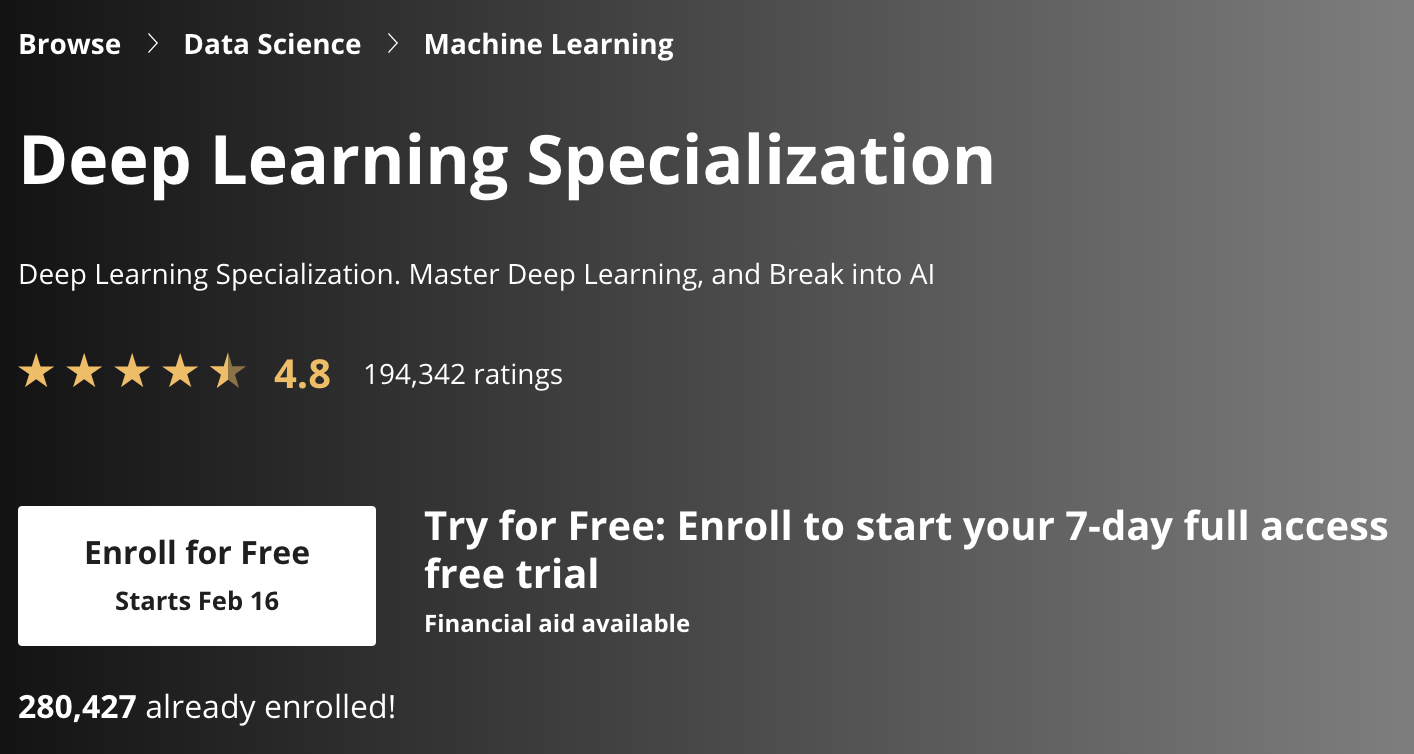 Browse > Data Science > Machine Learning
Deep Learning Specialization
Deep Learning Specialization. Master Deep Learning, and Break into AI
4.8 194,342 ratings
Enroll for Free
Starts Feb 16
Try for Free: Enroll to start your 7-day full access
free trial
Financial aid available
280,427 already enrolled!